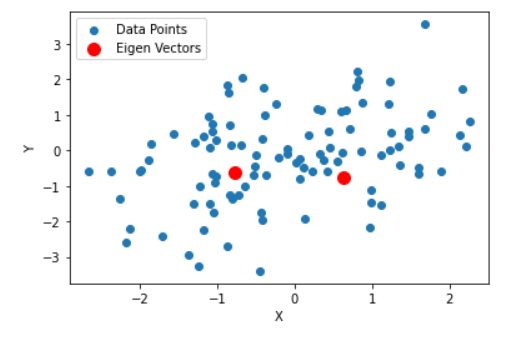 Data Points
Eigen Vectors
3
2
1
0
−1
−2
−3
Y
−2 −1 0 1 2
X